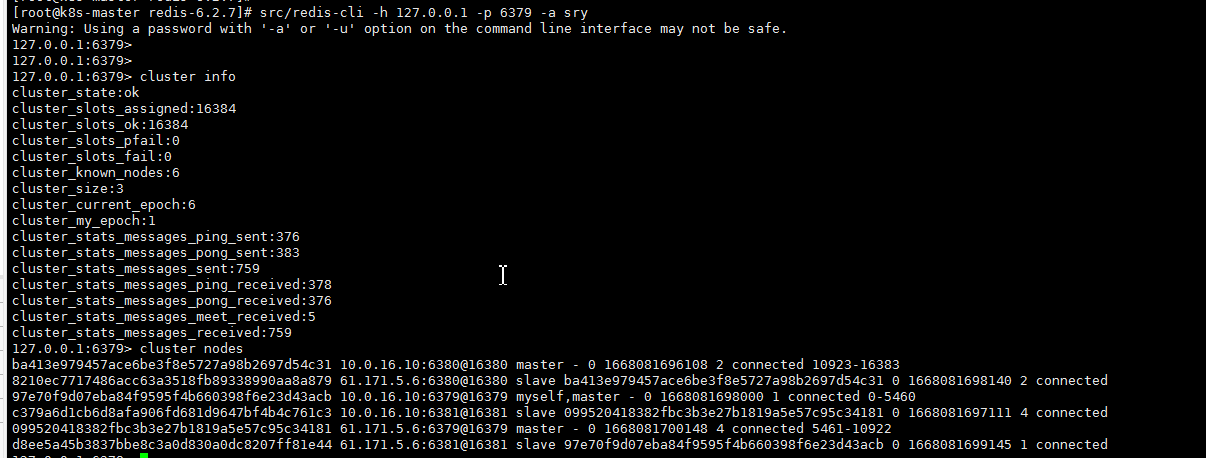 [root@k8s-master redis-6.2.7]# src/redis-cli -h 127.0.0.1 -p 6379 -a sry
Warning: Using a password with '-a' or '-u' option on the command line interface may not be safe.
127.0.0.1:6379>
127.0.0.1:6379>
127.0.0.1:6379> cluster info
cluster_state:ok
cluster_slots_assigned:16384
cluster_slots_ok:16384
cluster_slots_pfail:0
cluster_slots_fail:0
cluster_known_nodes:6
cluster_size:3
cluster_current_epoch:6
cluster_my_epoch:1
cluster_stats_messages_ping_sent:376
cluster_stats_messages_pong_sent:383
cluster_stats_messages_sent:759
cluster_stats_messages_ping_received:378
cluster_stats_messages_pong_received:376
cluster_stats_messages_meet_received:5
cluster_stats_messages_received:759
127.0.0.1:6379> cluster nodes
ba413e979457ace6be3f8e5727a98b2697d54c31 10.0.16.10:6380@16380 master - 0 1668081696108 2 connected 10923-16383
8210ec7717486acc63a3518fb89338990aa8a879 61.171.5.6:6380@16380 slave ba413e979457ace6be3f8e5727a98b2697d54c31 0 1668081698140 2 connected
97e70f9d07eba84f9595f4b660398f6e23d43acb 10.0.16.10:6379@16379 myself,master - 0 1668081698000 1 connected 0-5460
c379a6d1cb6d8afa906fd681d9647bf4b4c761c3 10.0.16.10:6381@16381 slave 099520418382fbc3b3e27b1819a5e57c95c34181 0 1668081697111 4 connected
099520418382fbc3b3e27b1819a5e57c95c34181 61.171.5.6:6379@16379 master - 0 1668081700148 4 connected 5461-10922
d8ee5a45b3837bbe8c3a0d830a0dc8207ff81e44 61.171.5.6:6381@16381 slave 97e70f9d07eba84f9595f4b660398f6e23d43acb 0 1668081699145 1 connected